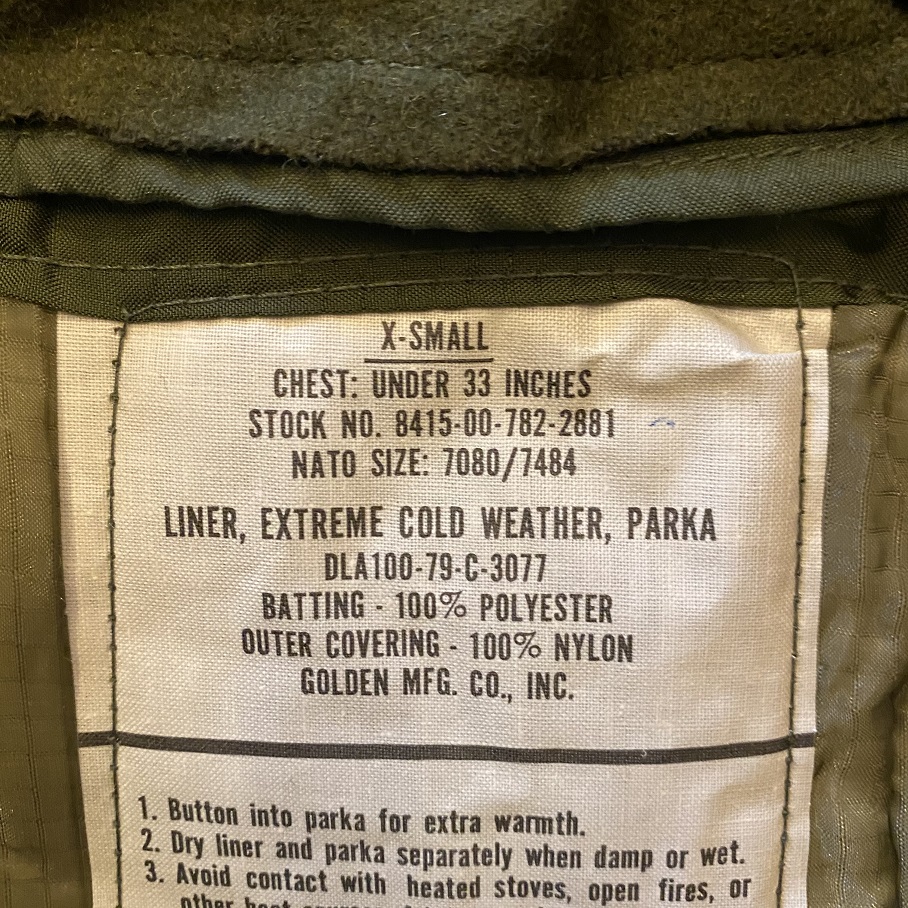 X-SMALL
CHEST: UNDER 33 INCHES
STOCK NO. 8415-00-782-2881
NATO SIZE: 7080/7484
LINER, EXTREME COLD WEATHER, PARKA
DLA100-79-C-3077
BATTING - 100% POLYESTER
OUTER COVERING - 100% NYLON
GOLDEN MFG. CO., INC.
1. Button into parka for extra warmth.
2. Dry liner and parka separately when damp or wet.
3. Avoid contact with heated stoves, open fires, or
other heat